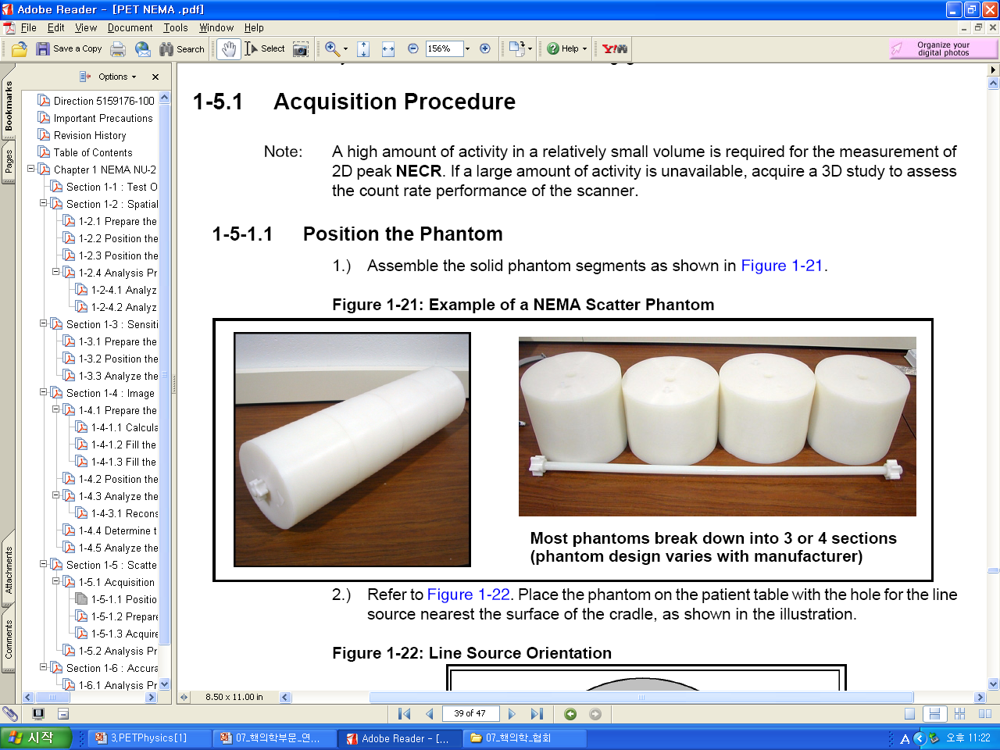 Adobe Reader - [PET NEMA .pdf]
File Edit View Document Tools Window Help
Save a Copy Search Select 156% Help Y! Organize your
digital photos
Options
Bookmarks
Pages
Attachments
Comments
Direction 5159176-100
Important Precautions
Revision History
Table of Contents
Chapter 1 NEMA NU-2
Section 1-1 : Test O
Section 1-2 : Spatial
1-2.1 Prepare the
1-2.2 Position the
1-2.3 Position the
1-2.4 Analysis Pr
1-2-4.1 Analyz
1-2-4.2 Analyz
Section 1-3 : Sensiti
1-3.1 Prepare the
1-3.2 Position the
1-3.3 Analyze the
Section 1-4 : Image
1-4.1 Prepare the
1-4-1.1 Calcula
1-4-1.2 Fill the
1-4-1.3 Fill the
1-4.2 Position the
1-4.3 Analyze the
1-4-3.1 Recons
1-4.4 Determine t
1-4.5 Analyze the
Section 1-5 : Scatte
1-5.1 Acquisition
1-5-1.1 Positio
1-5-1.2 Prepare
1-5-1.3 Acquire
1-5.2 Analysis Pr
Section 1-6 : Accura
1-6.1 Analysis Pr
1-5.1 Acquisition Procedure
Note: A high amount of activity in a relatively small volume is required for the measurement of
2D peak NECR. If a large amount of activity is unavailable, acquire a 3D study to assess
the count rate performance of the scanner.
1-5-1.1 Position the Phantom
1.) Assemble the solid phantom segments as shown in Figure 1-21.
Figure 1-21: Example of a NEMA Scatter Phantom
Most phantoms break down into 3 or 4 sections
(phantom design varies with manufacturer)
2.) Refer to Figure 1-22. Place the phantom on the patient table with the hole for the line
source nearest the surface of the cradle, as shown in the illustration.
Figure 1-22: Line Source Orientation
8.50 x 11.00 in
39 of 47
시작 3.PETPhysics[1] 07_핵의학부문_연... Adobe Reader - [... 07_핵의학_협회 A 오후 11:22